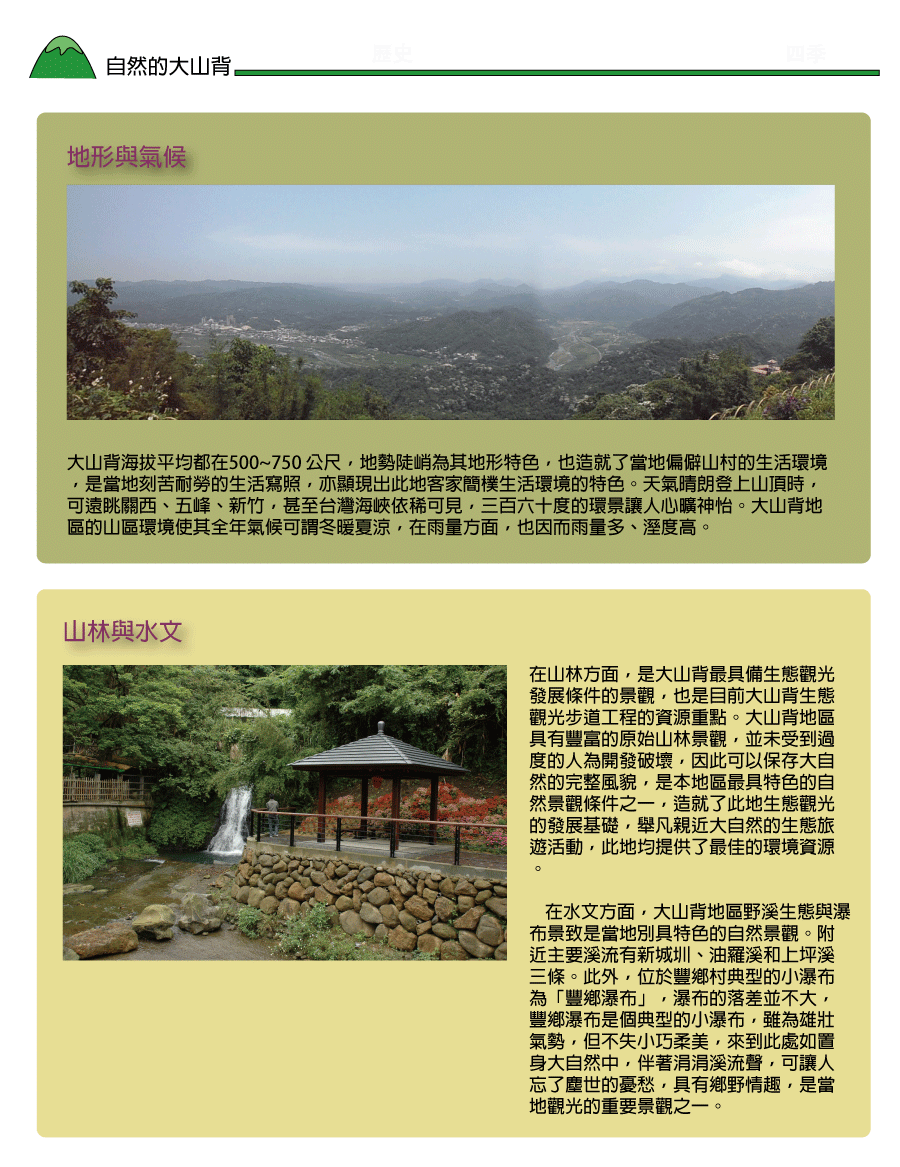 歷史
四季
自然的大山背
地形與氣候
大山背海拔平均都在500~750 公尺，地勢陡峭為其地形特色，也造就了當地偏僻山村的生活環境
，是當地刻苦耐勞的生活寫照，亦顯現出此地客家簡樸生活環境的特色。天氣晴朗登上山頂時，
可遠眺關西、五峰、新竹，甚至台灣海峽依稀可見，三百六十度的環景讓人心曠神怡。大山背地
區的山區環境使其全年氣候可謂冬暖夏涼，在雨量方面，也因而雨量多、溼度高。
山林與水文
在山林方面，是大山背最具備生態觀光
發展條件的景觀，也是目前大山背生態
觀光步道工程的資源重點。大山背地區
具有豐富的原始山林景觀，並未受到過
度的人為開發破壞，因此可以保存大自
然的完整風貌，是本地區最具特色的自
然景觀條件之一，造就了此地生態觀光
的發展基礎，舉凡親近大自然的生態旅
遊活動，此地均提供了最佳的環境資源
。
在水文方面，大山背地區野溪生態與瀑
布景致是當地別具特色的自然景觀。附
近主要溪流有新城圳、油羅溪和上坪溪
三條。此外，位於豐鄉村典型的小瀑布
為「豐鄉瀑布」，瀑布的落差並不大，
豐鄉瀑布是個典型的小瀑布，雖為雄壯
氣勢，但不失小巧柔美，來到此處如置
身大自然中，伴著涓涓溪流聲，可讓人
忘了塵世的憂愁，具有鄉野情趣，是當
地觀光的重要景觀之一。